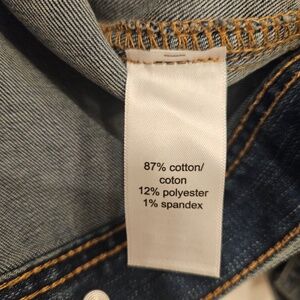 87% cotton/
coton
12% polyester
1% spandex